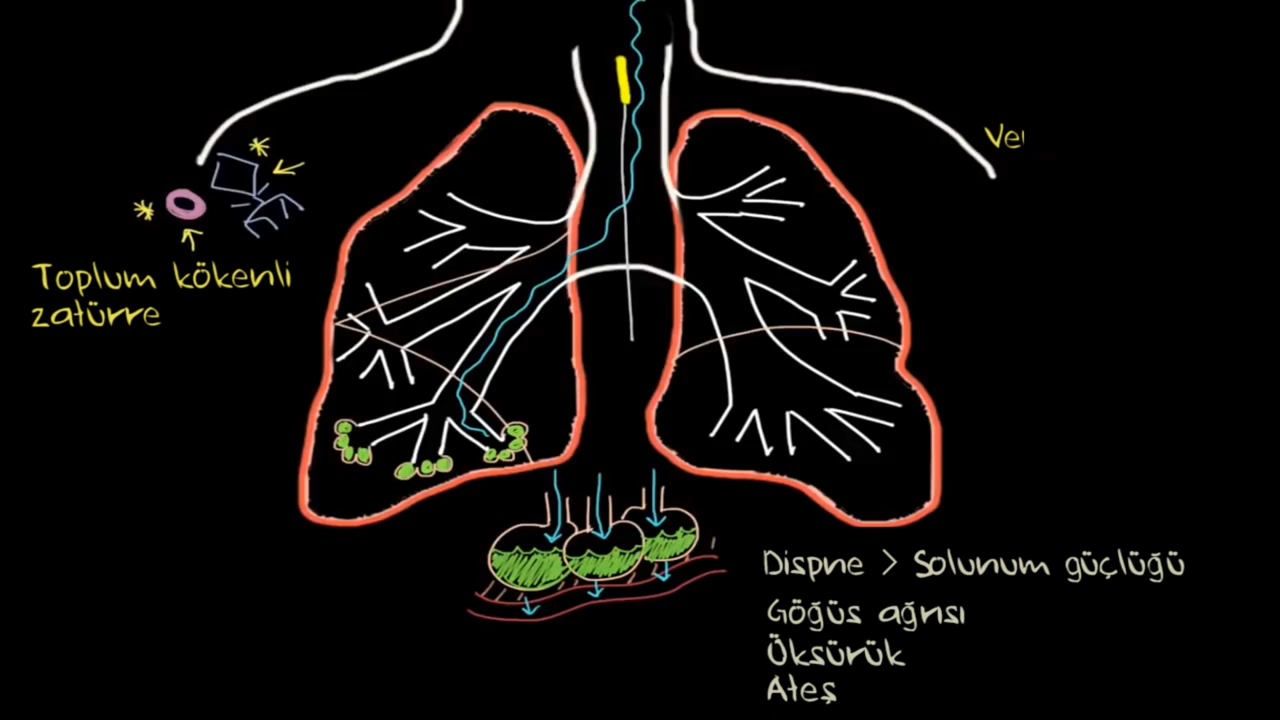 Toplum kökenli
zatürre
Dispne > Solunum güçlüğü
Göğüs ağrısı
Öksürük
Ateş